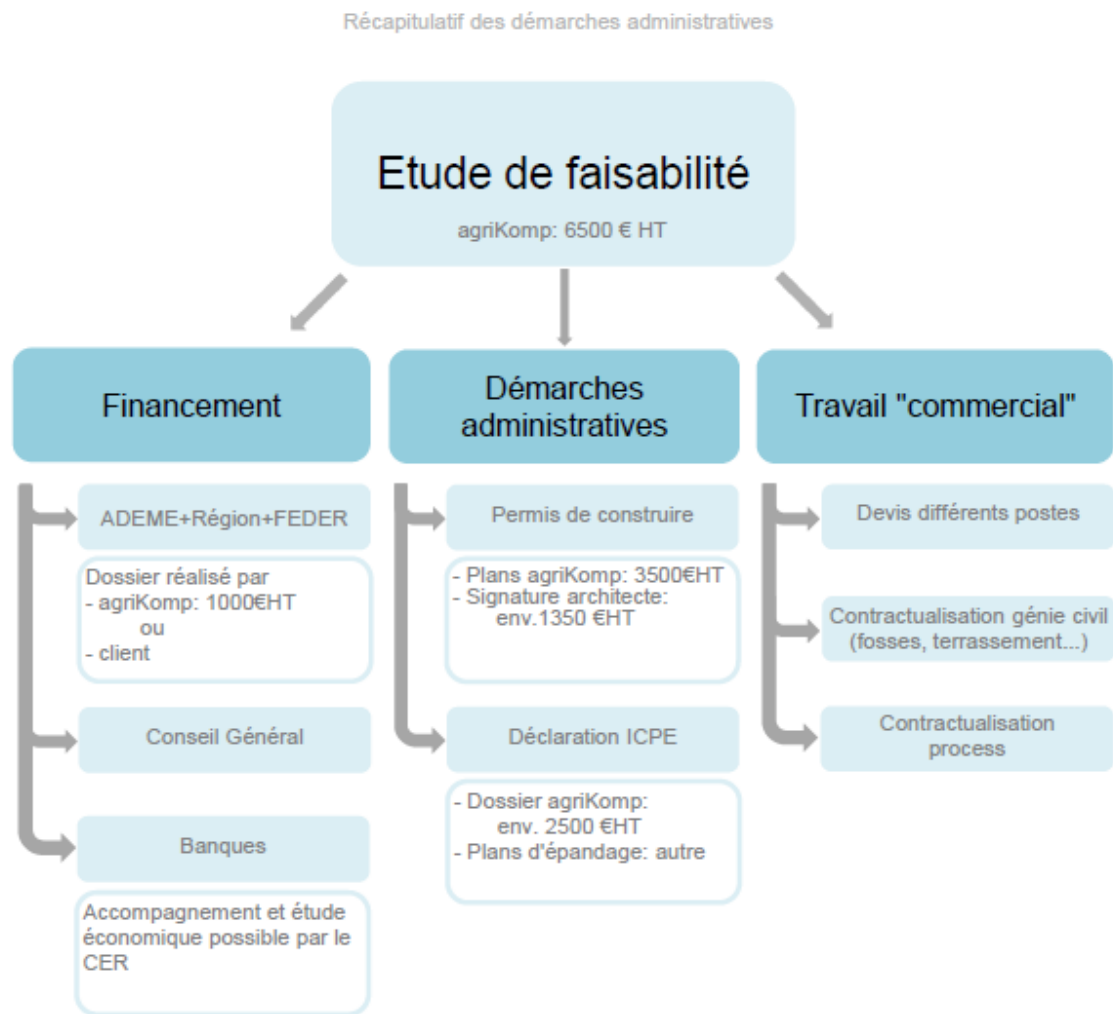 Récapitulatif des démarches administratives
Etude de faisabilité
agriKomp: 6500 € HT
Financement
ADEME+Région+FEDER
Dossier réalisé par
- agriKomp: 1000€HT
ou
- client
Conseil Général
Banques
Accompagnement et étude
économique possible par le
CER
Démarches
administratives
Permis de construire
- Plans agriKomp: 3500€HT
- Signature architecte:
env.1350 €HT
Déclaration ICPE
- Dossier agriKomp:
env. 2500 €HT
- Plans d'épandage: autre
Travail "commercial"
Devis différents postes
Contractualisation génie civil
(fosses, terrassement...)
Contractualisation
process